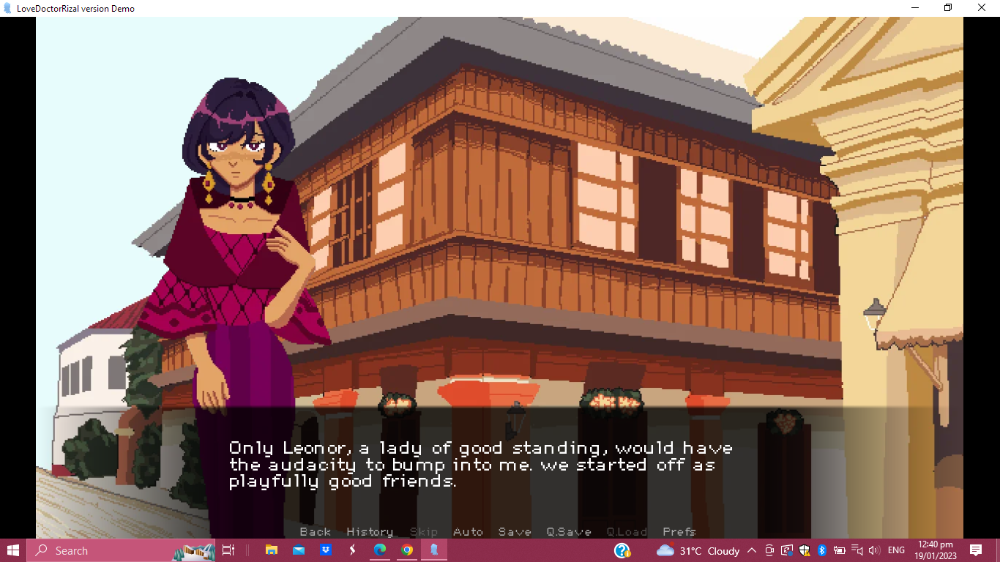 LoveDoctorRizal version Demo
Only Leonor, a lady of good standing, would have
the audacity to bump into me. we started off as
playfully good friends.
Back History Skip Auto Save Q.Save Q.Load Prefs
Search
31°C Cloudy
ENG
12:40 pm
19/01/2023